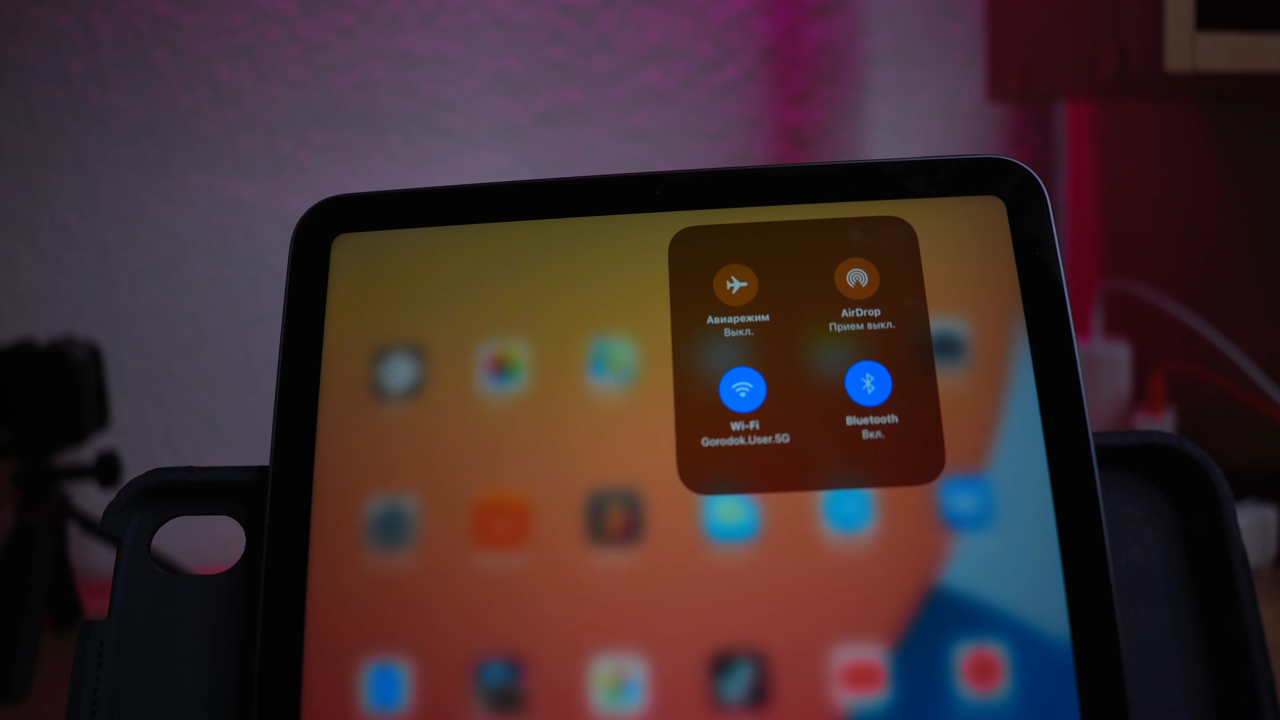 Авиарежим
Выкл.
AirDrop
Прием выкл.
Wi-Fi
Gorodok.User.5G
Bluetooth
Вкл.